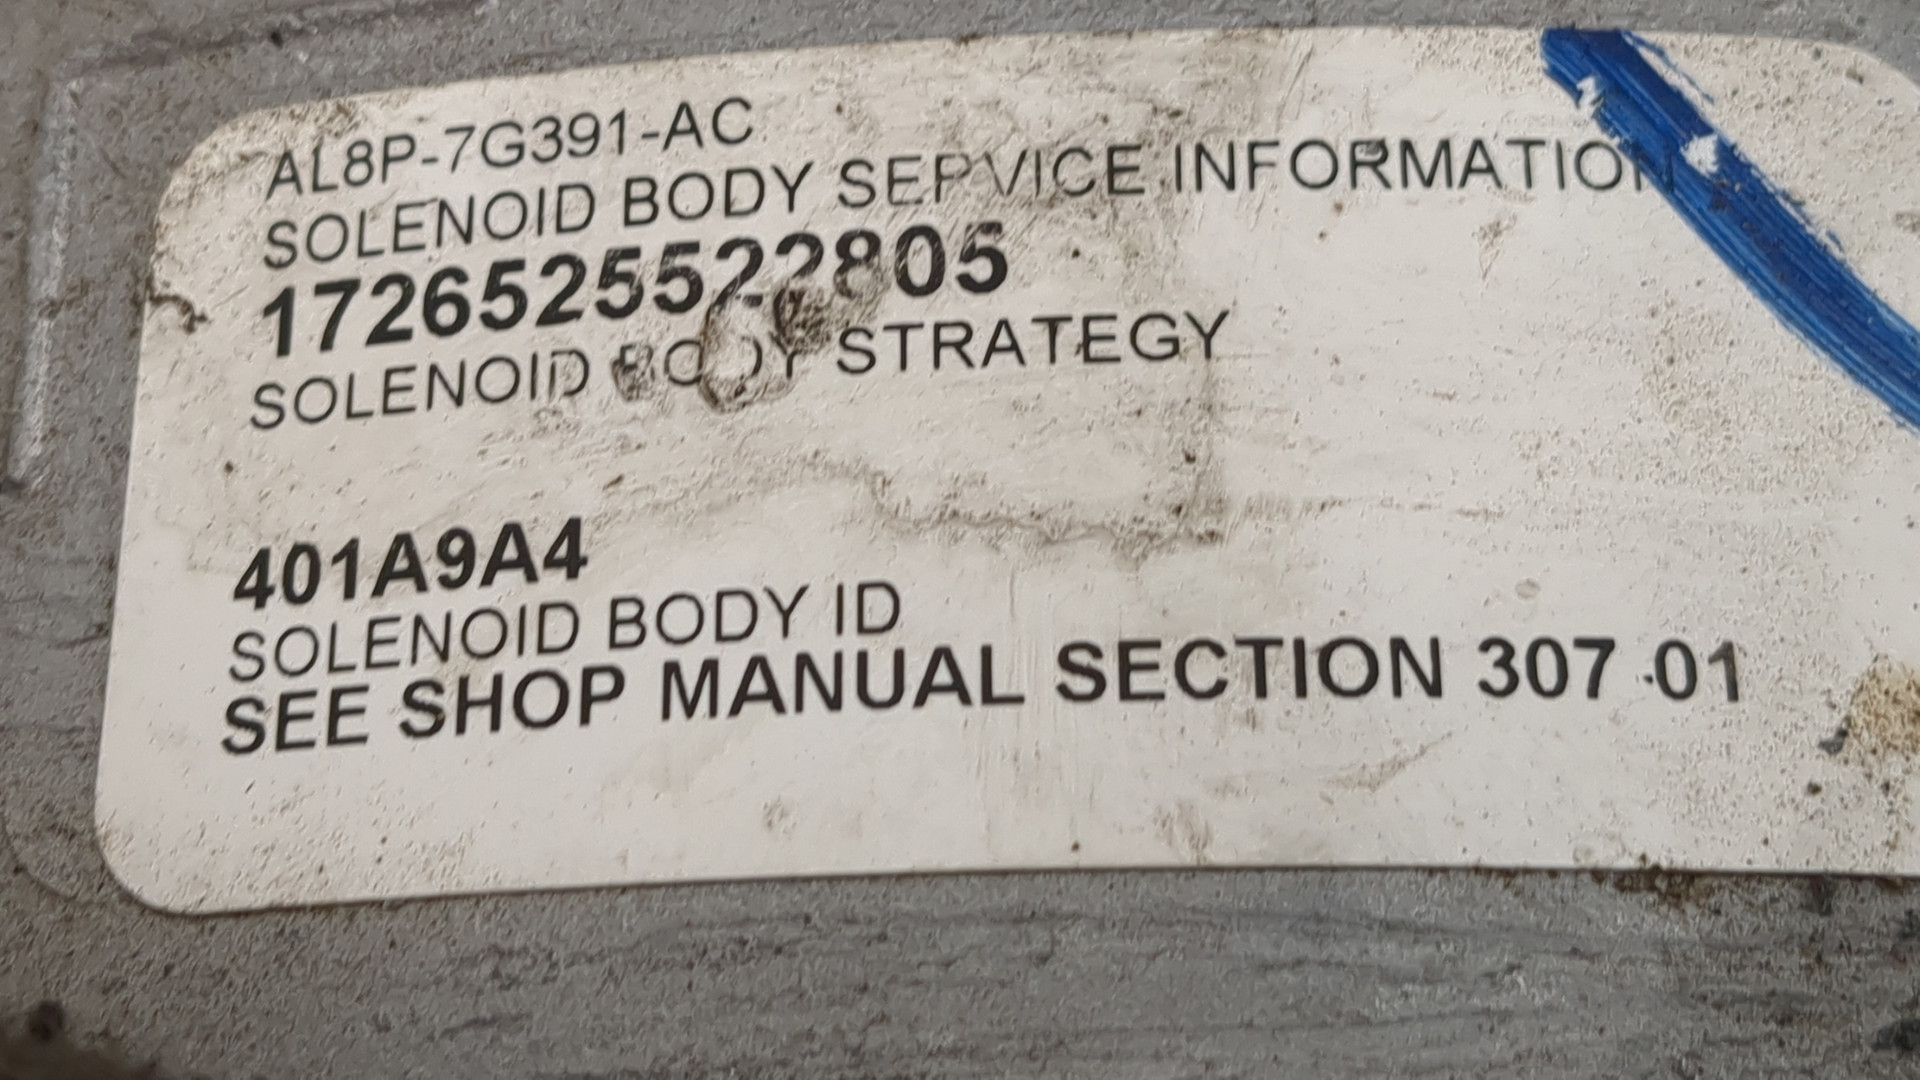 AL8P-7G391-AC
SOLENOID BODY SERVICE INFORMATION
1726525522805
SOLENOID BODY STRATEGY
401A9A4
SOLENOID BODY ID
SEE SHOP MANUAL SECTION 307-01